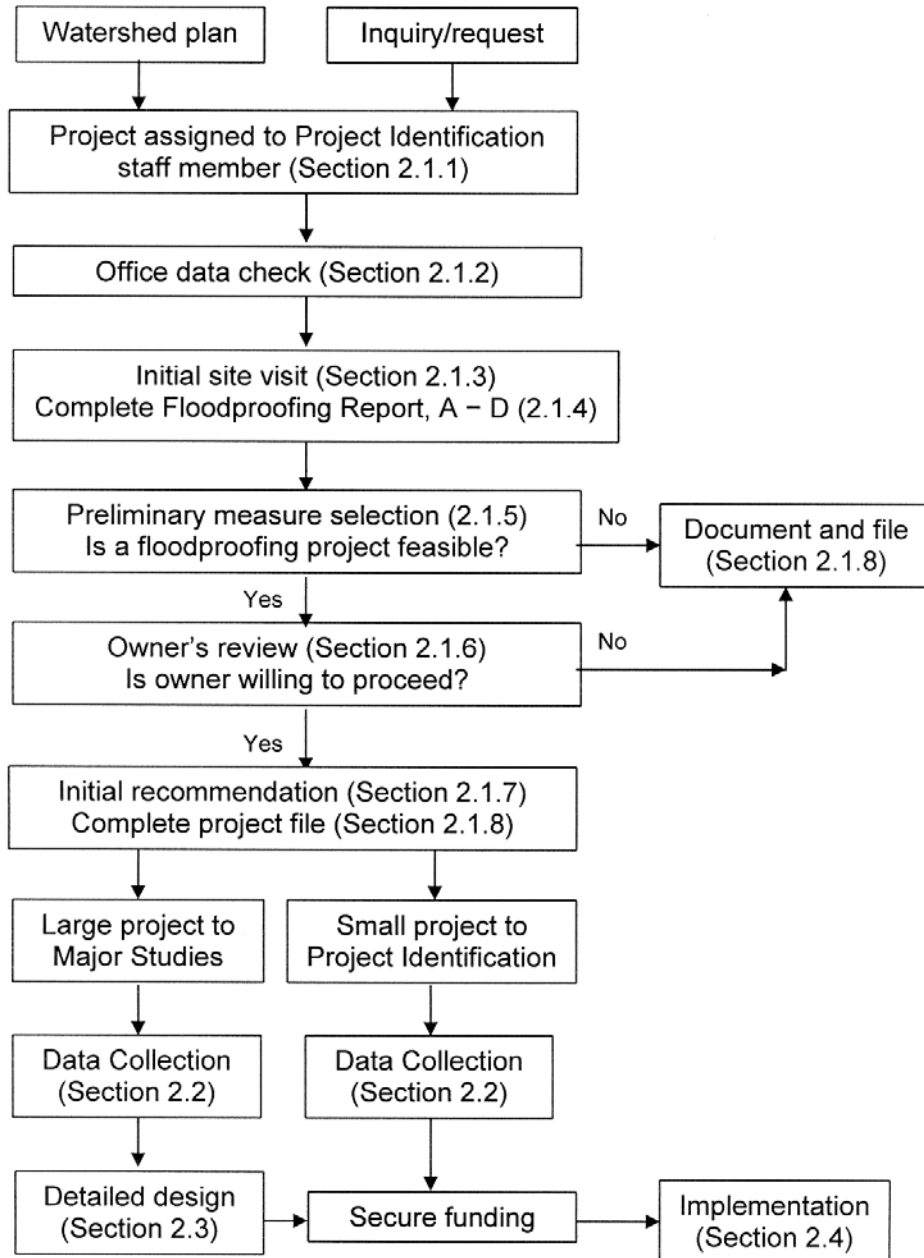 Watershed plan
Inquiry/request
Project assigned to Project Identification
staff member (Section 2.1.1)
Office data check (Section 2.1.2)
Initial site visit (Section 2.1.3)
Complete Floodproofing Report, A – D (2.1.4)
Preliminary measure selection (2.1.5)
Is a floodproofing project feasible?
No
Document and file
(Section 2.1.8)
Yes
Owner’s review (Section 2.1.6)
Is owner willing to proceed?
No
Yes
Initial recommendation (Section 2.1.7)
Complete project file (Section 2.1.8)
Large project to
Major Studies
Small project to
Project Identification
Data Collection
(Section 2.2)
Data Collection
(Section 2.2)
Detailed design
(Section 2.3)
Secure funding
Implementation
(Section 2.4)